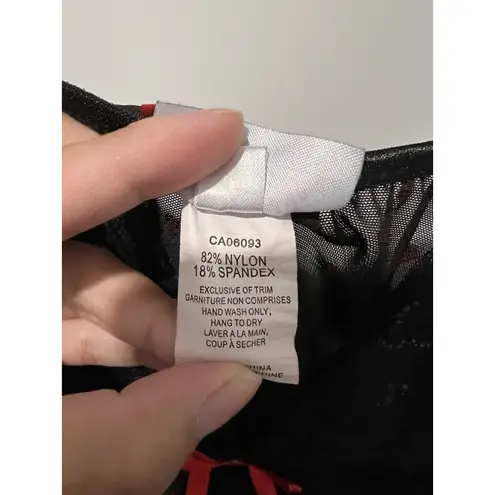 CA06093
82% NYLON
18% SPANDEX
EXCLUSIVE OF TRIM
GARNITURE NON COMPRISES
HAND WASH ONLY,
HANG TO DRY
LAVER A LA MAIN,
COUP À SECHER